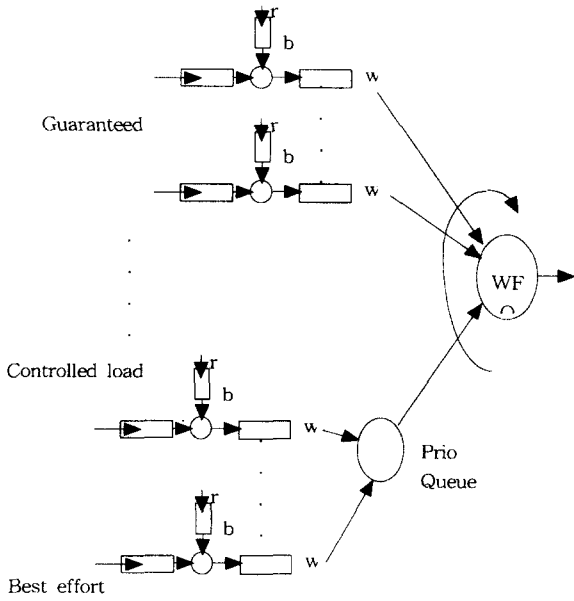 r
b
w
Guaranteed
r
b
w
WF
Controlled load
r
b
w
Prio
Queue
r
b
w
Best effort